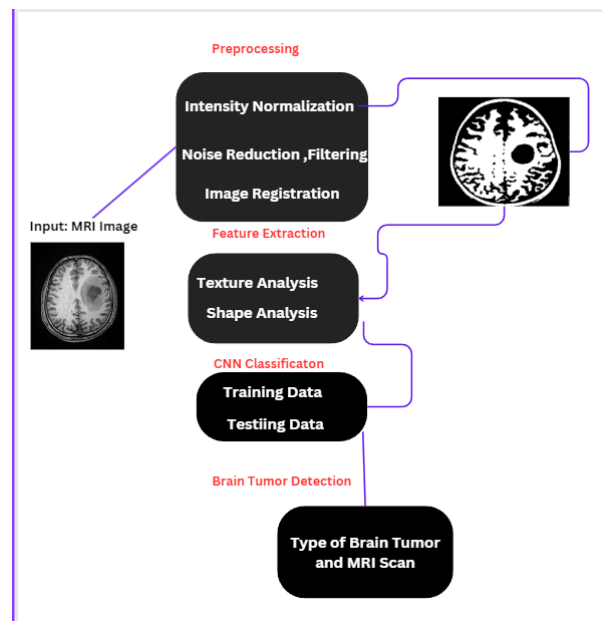 Preprocessing
Intensity Normalization
Noise Reduction ,Filtering
Image Registration
Input: MRI Image
Feature Extraction
Texture Analysis
Shape Analysis
CNN Classificaton
Training Data
Testiing Data
Brain Tumor Detection
Type of Brain Tumor
and MRI Scan